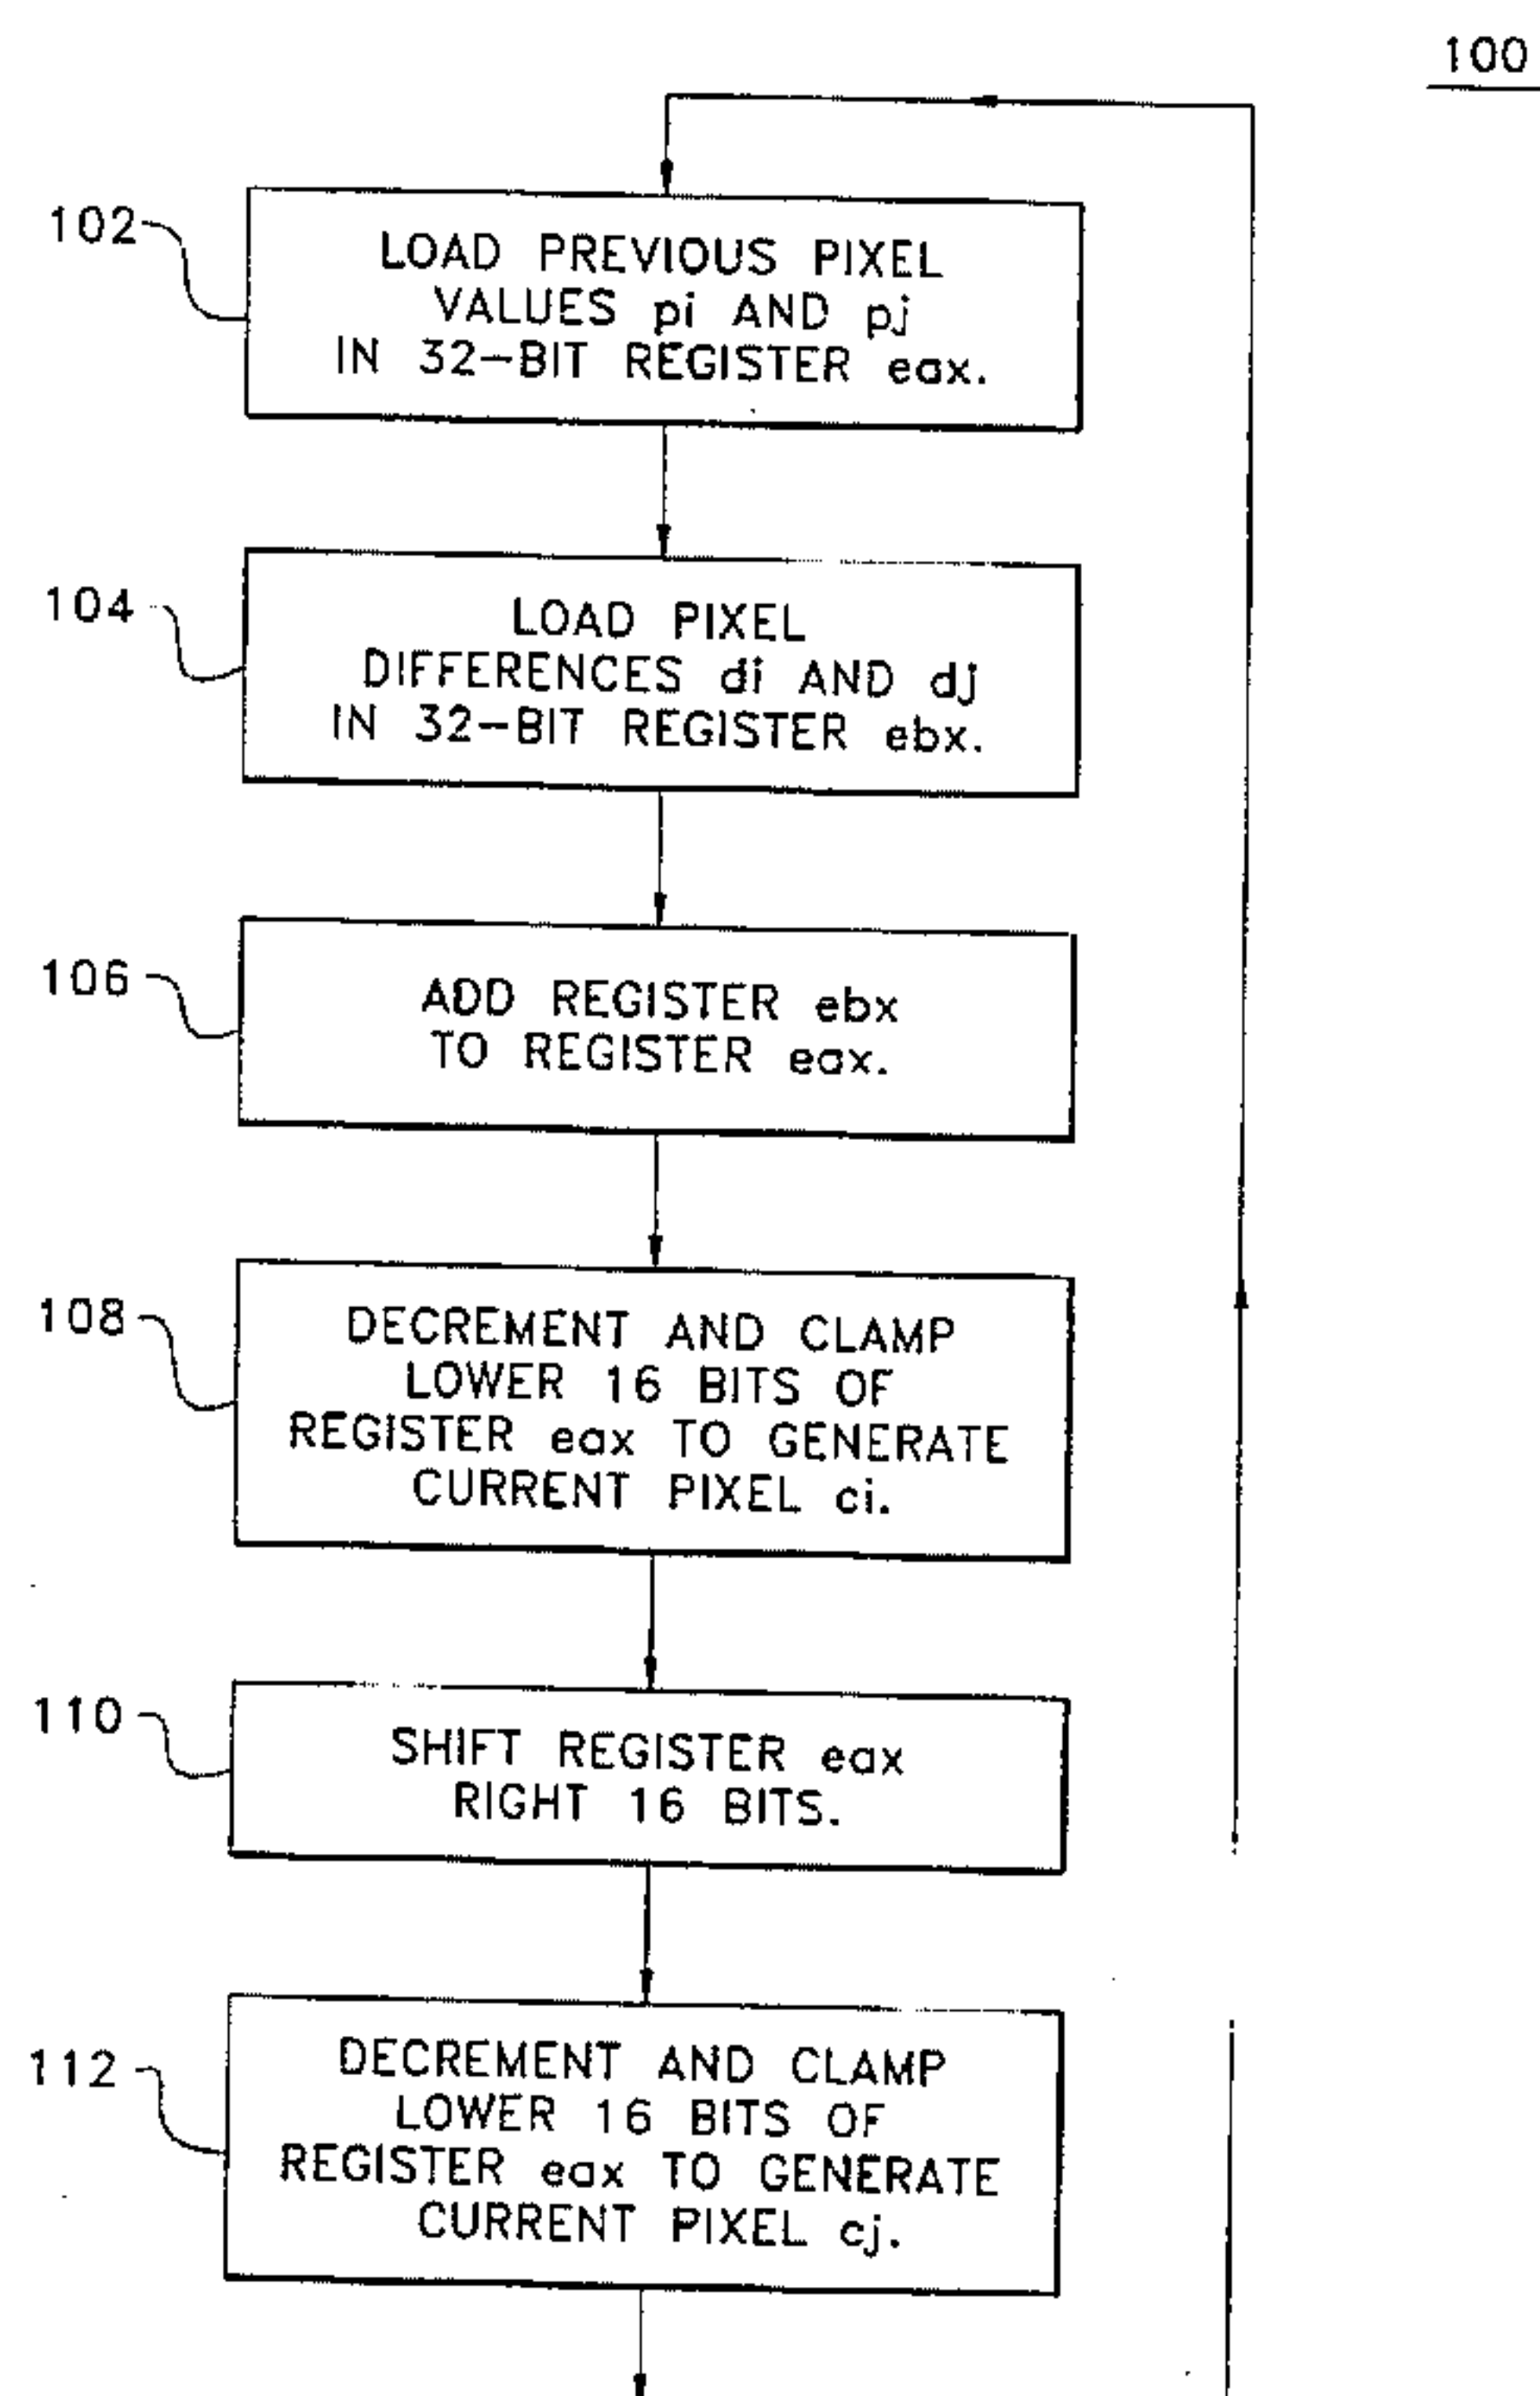 100
102
LOAD PREVIOUS PIXEL
VALUES pi AND pj
IN 32-BIT REGISTER eax.
104
LOAD PIXEL
DIFFERENCES di AND dj
IN 32-BIT REGISTER ebx.
106
ADD REGISTER ebx
TO REGISTER eax.
108
DECREMENT AND CLAMP
LOWER 16 BITS OF
REGISTER eax TO GENERATE
CURRENT PIXEL ci.
110
SHIFT REGISTER eax
RIGHT 16 BITS.
112
DECREMENT AND CLAMP
LOWER 16 BITS OF
REGISTER eax TO GENERATE
CURRENT PIXEL cj.